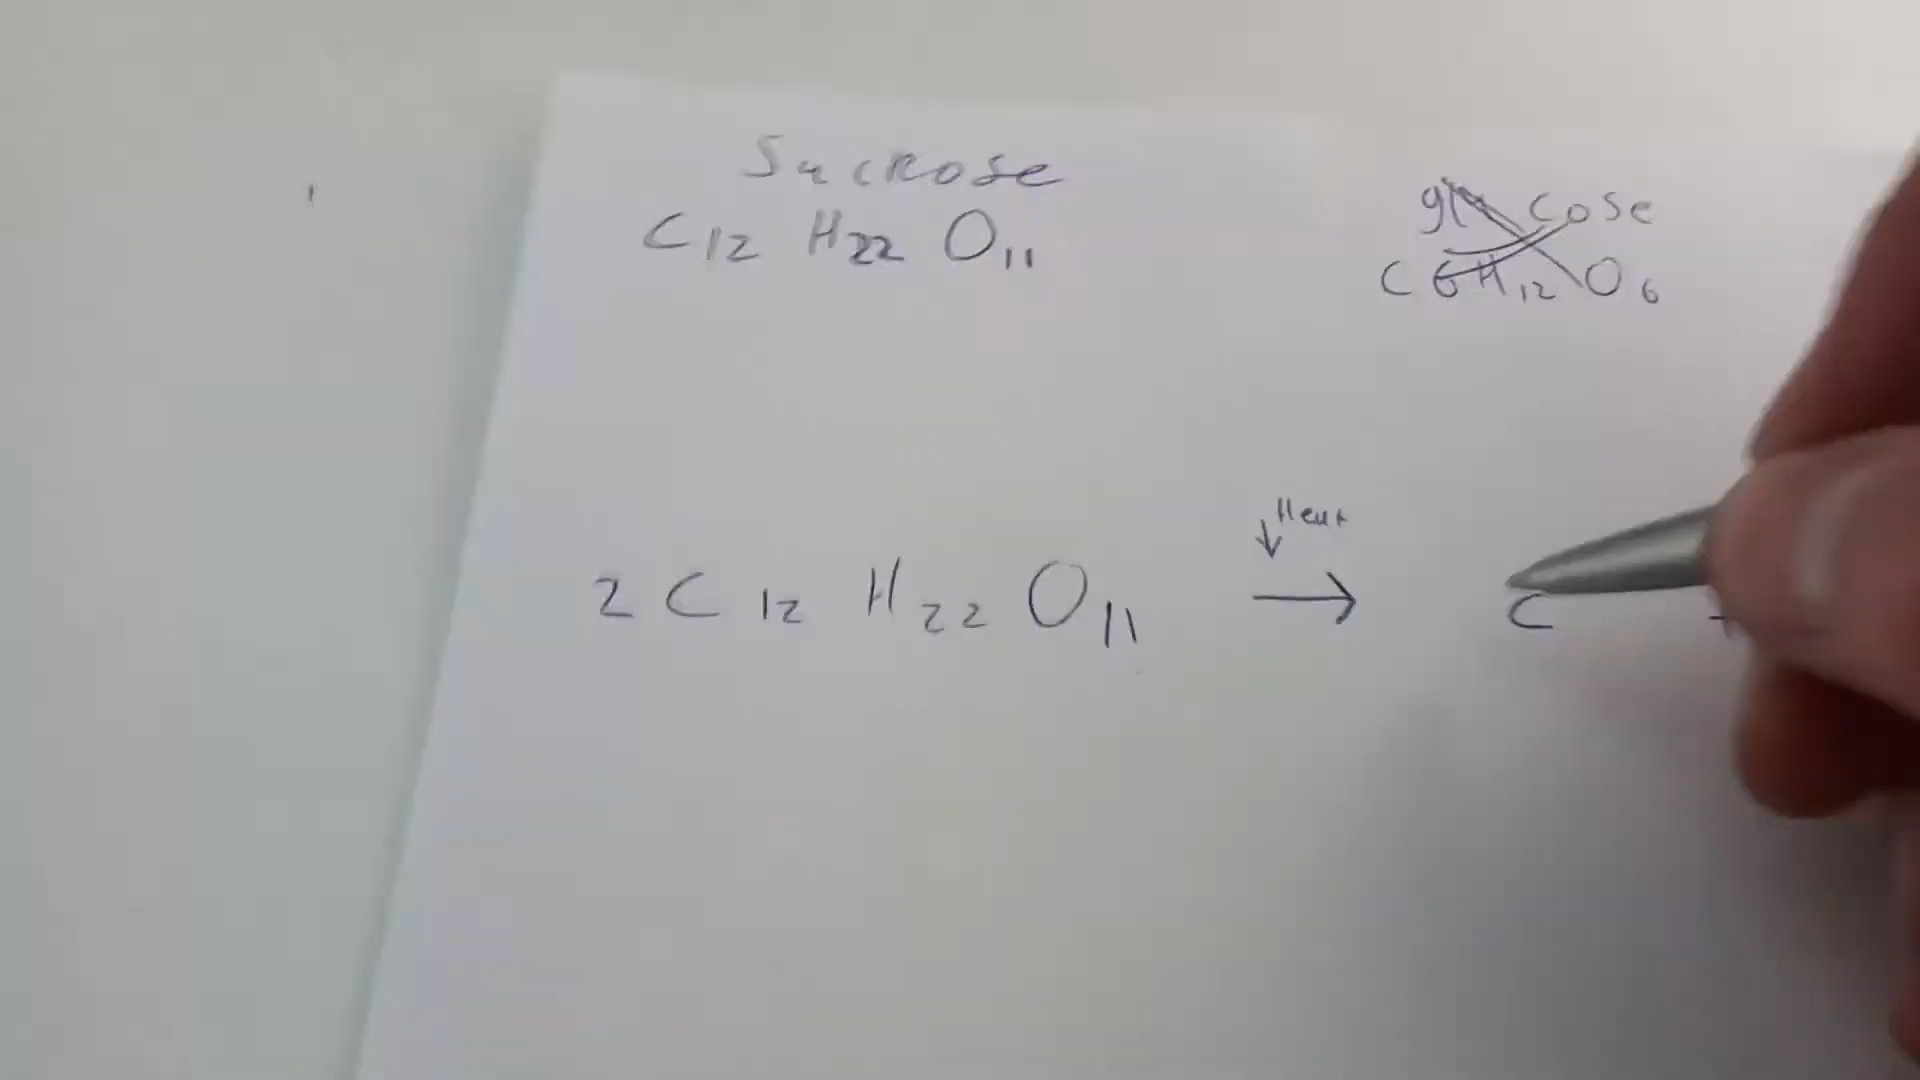 Sucrose
C12 H22 O11
glucose
C6H12O6
Heat
2 C12 H22 O11 → C +